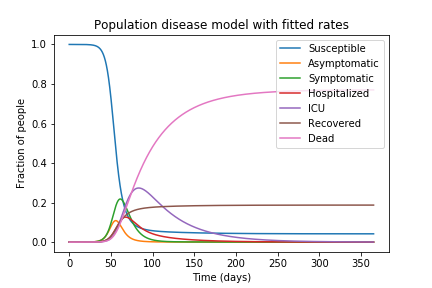 Population disease model with fitted rates
Fraction of people
1.0
0.8
0.6
0.4
0.2
0.0
Susceptible
Asymptomatic
Symptomatic
Hospitalized
ICU
Recovered
Dead
0 50 100 150 200 250 300 350
Time (days)